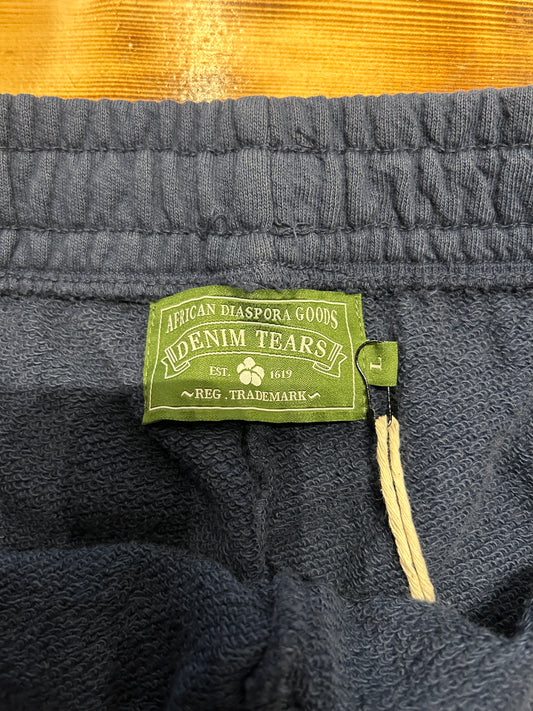 AFRICAN DIASPORA GOODS
DENIM TEARS
EST. 1619
~REG . TRADEMARK~
L